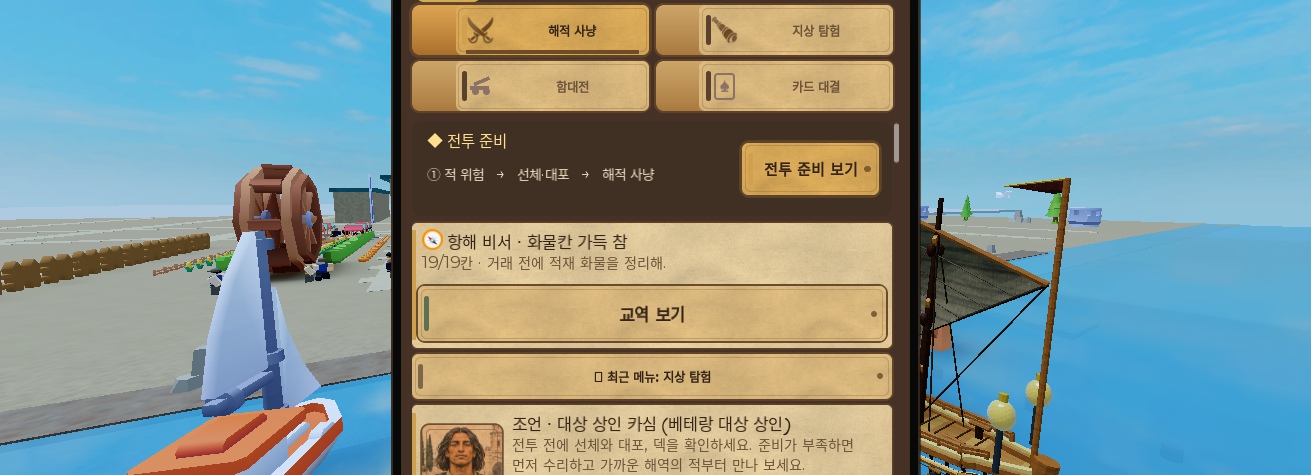 해적 사냥
지상 탐험
함대전
카드 대결
◆ 전투 준비
① 적 위험 → 선체·대포 → 해적 사냥
전투 준비 보기
항해 비서 · 화물칸 가득 참
19/19칸 · 거래 전에 적재 화물을 정리해.
교역 보기
최근 메뉴: 지상 탐험
조언 · 대상 상인 카심 (베테랑 대상 상인)
전투 전에 선체와 대포, 덱을 확인하세요. 준비가 부족하면
먼저 수리하고 가까운 해역의 적부터 만나 보세요.